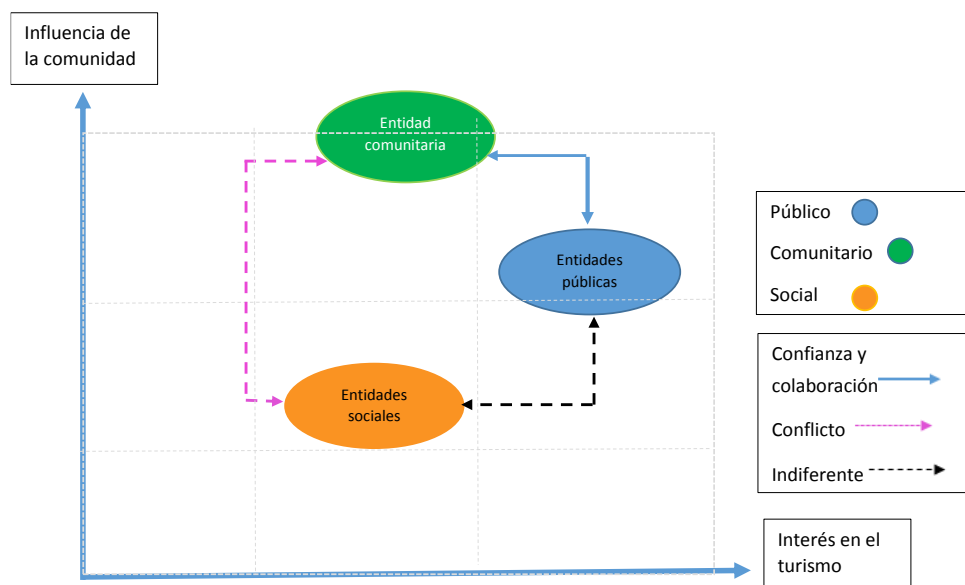 Influencia de
la comunidad
Entidad
comunitaria
Entidades
públicas
Entidades
sociales
Público
Comunitario
Social
Confianza y
colaboración
Conflicto
Indiferente
Interés en el
turismo